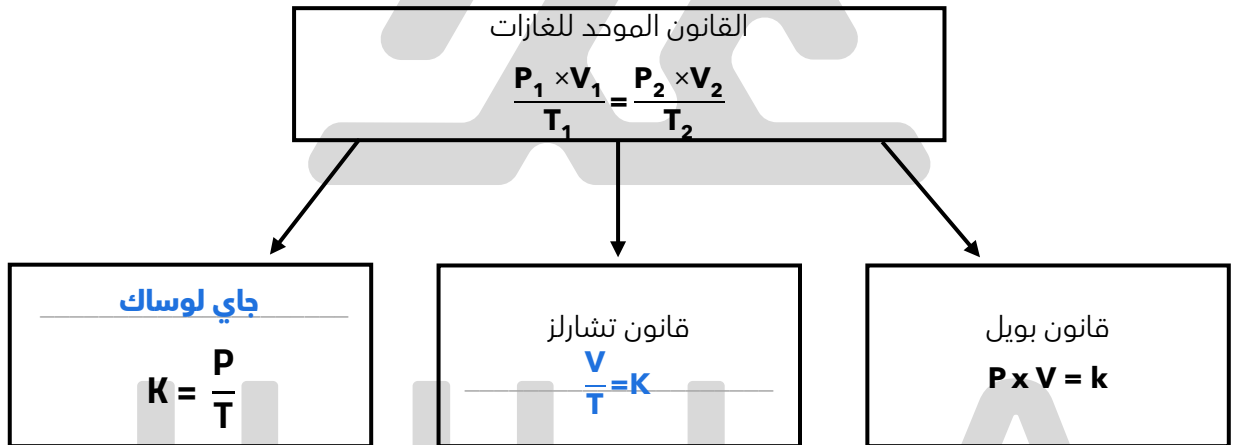 القانون الموحد للغازات
P₁ ×V₁ / T₁ = P₂ ×V₂ / T₂
قانون بويل
P x V = k
قانون تشارلز
V/T =K
جاي لوساك
K = P/T